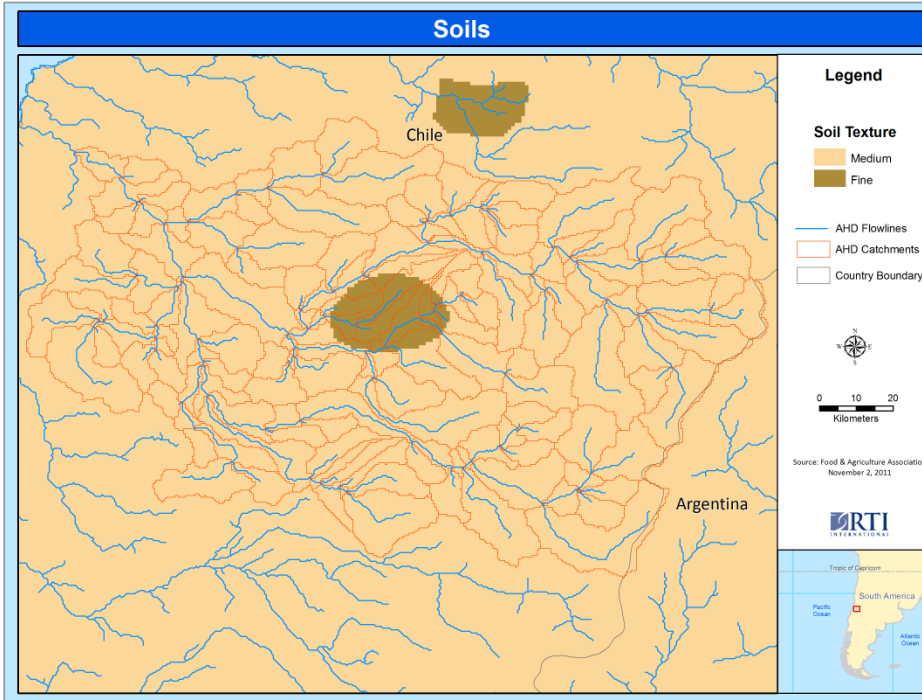 Soils
Chile
Argentina
Legend
Soil Texture
Medium
Fine
AHD Flowlines
AHD Catchments
Country Boundary
N
W E
S
0 10 20
Kilometers
Source: Food & Agriculture Associatio
November 2, 2011
RTI
INTERNATIONAL
Tropic of Capricorn
South America
Pacific
Ocean
Atlantic
Ocean